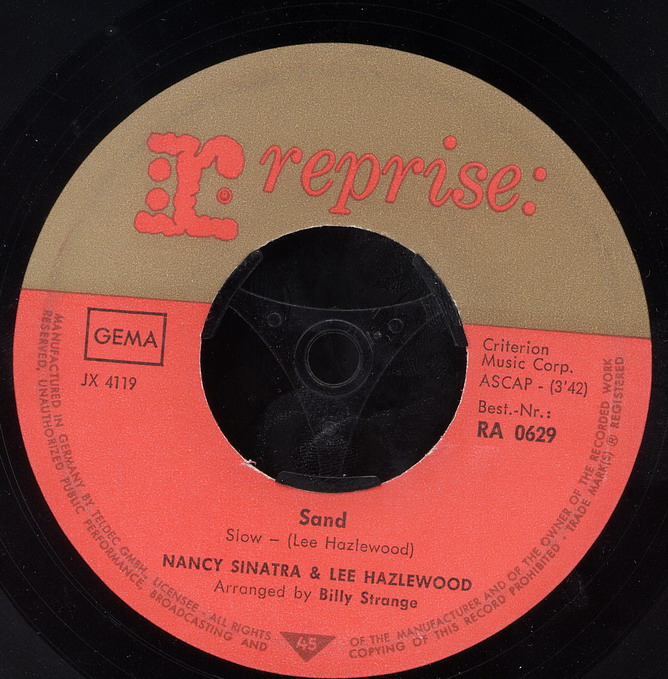 r reprise:
GEMA
JX 4119
Criterion
Music Corp.
ASCAP - (3'42)
Best.-Nr.:
RA 0629
Sand
Slow – (Lee Hazlewood)
NANCY SINATRA & LEE HAZLEWOOD
Arranged by Billy Strange
45
MANUFACTURED IN GERMANY BY TELDEC GMBH, LICENSEE - ALL RIGHTS OF THE MANUFACTURER AND OF THE OWNER OF THE RECORDED WORK
RESERVED, UNAUTHORIZED PUBLIC PERFORMANCE, BROADCASTING AND COPYING OF THIS RECORD PROHIBITED · TRADE MARK(S) ® REGISTERED